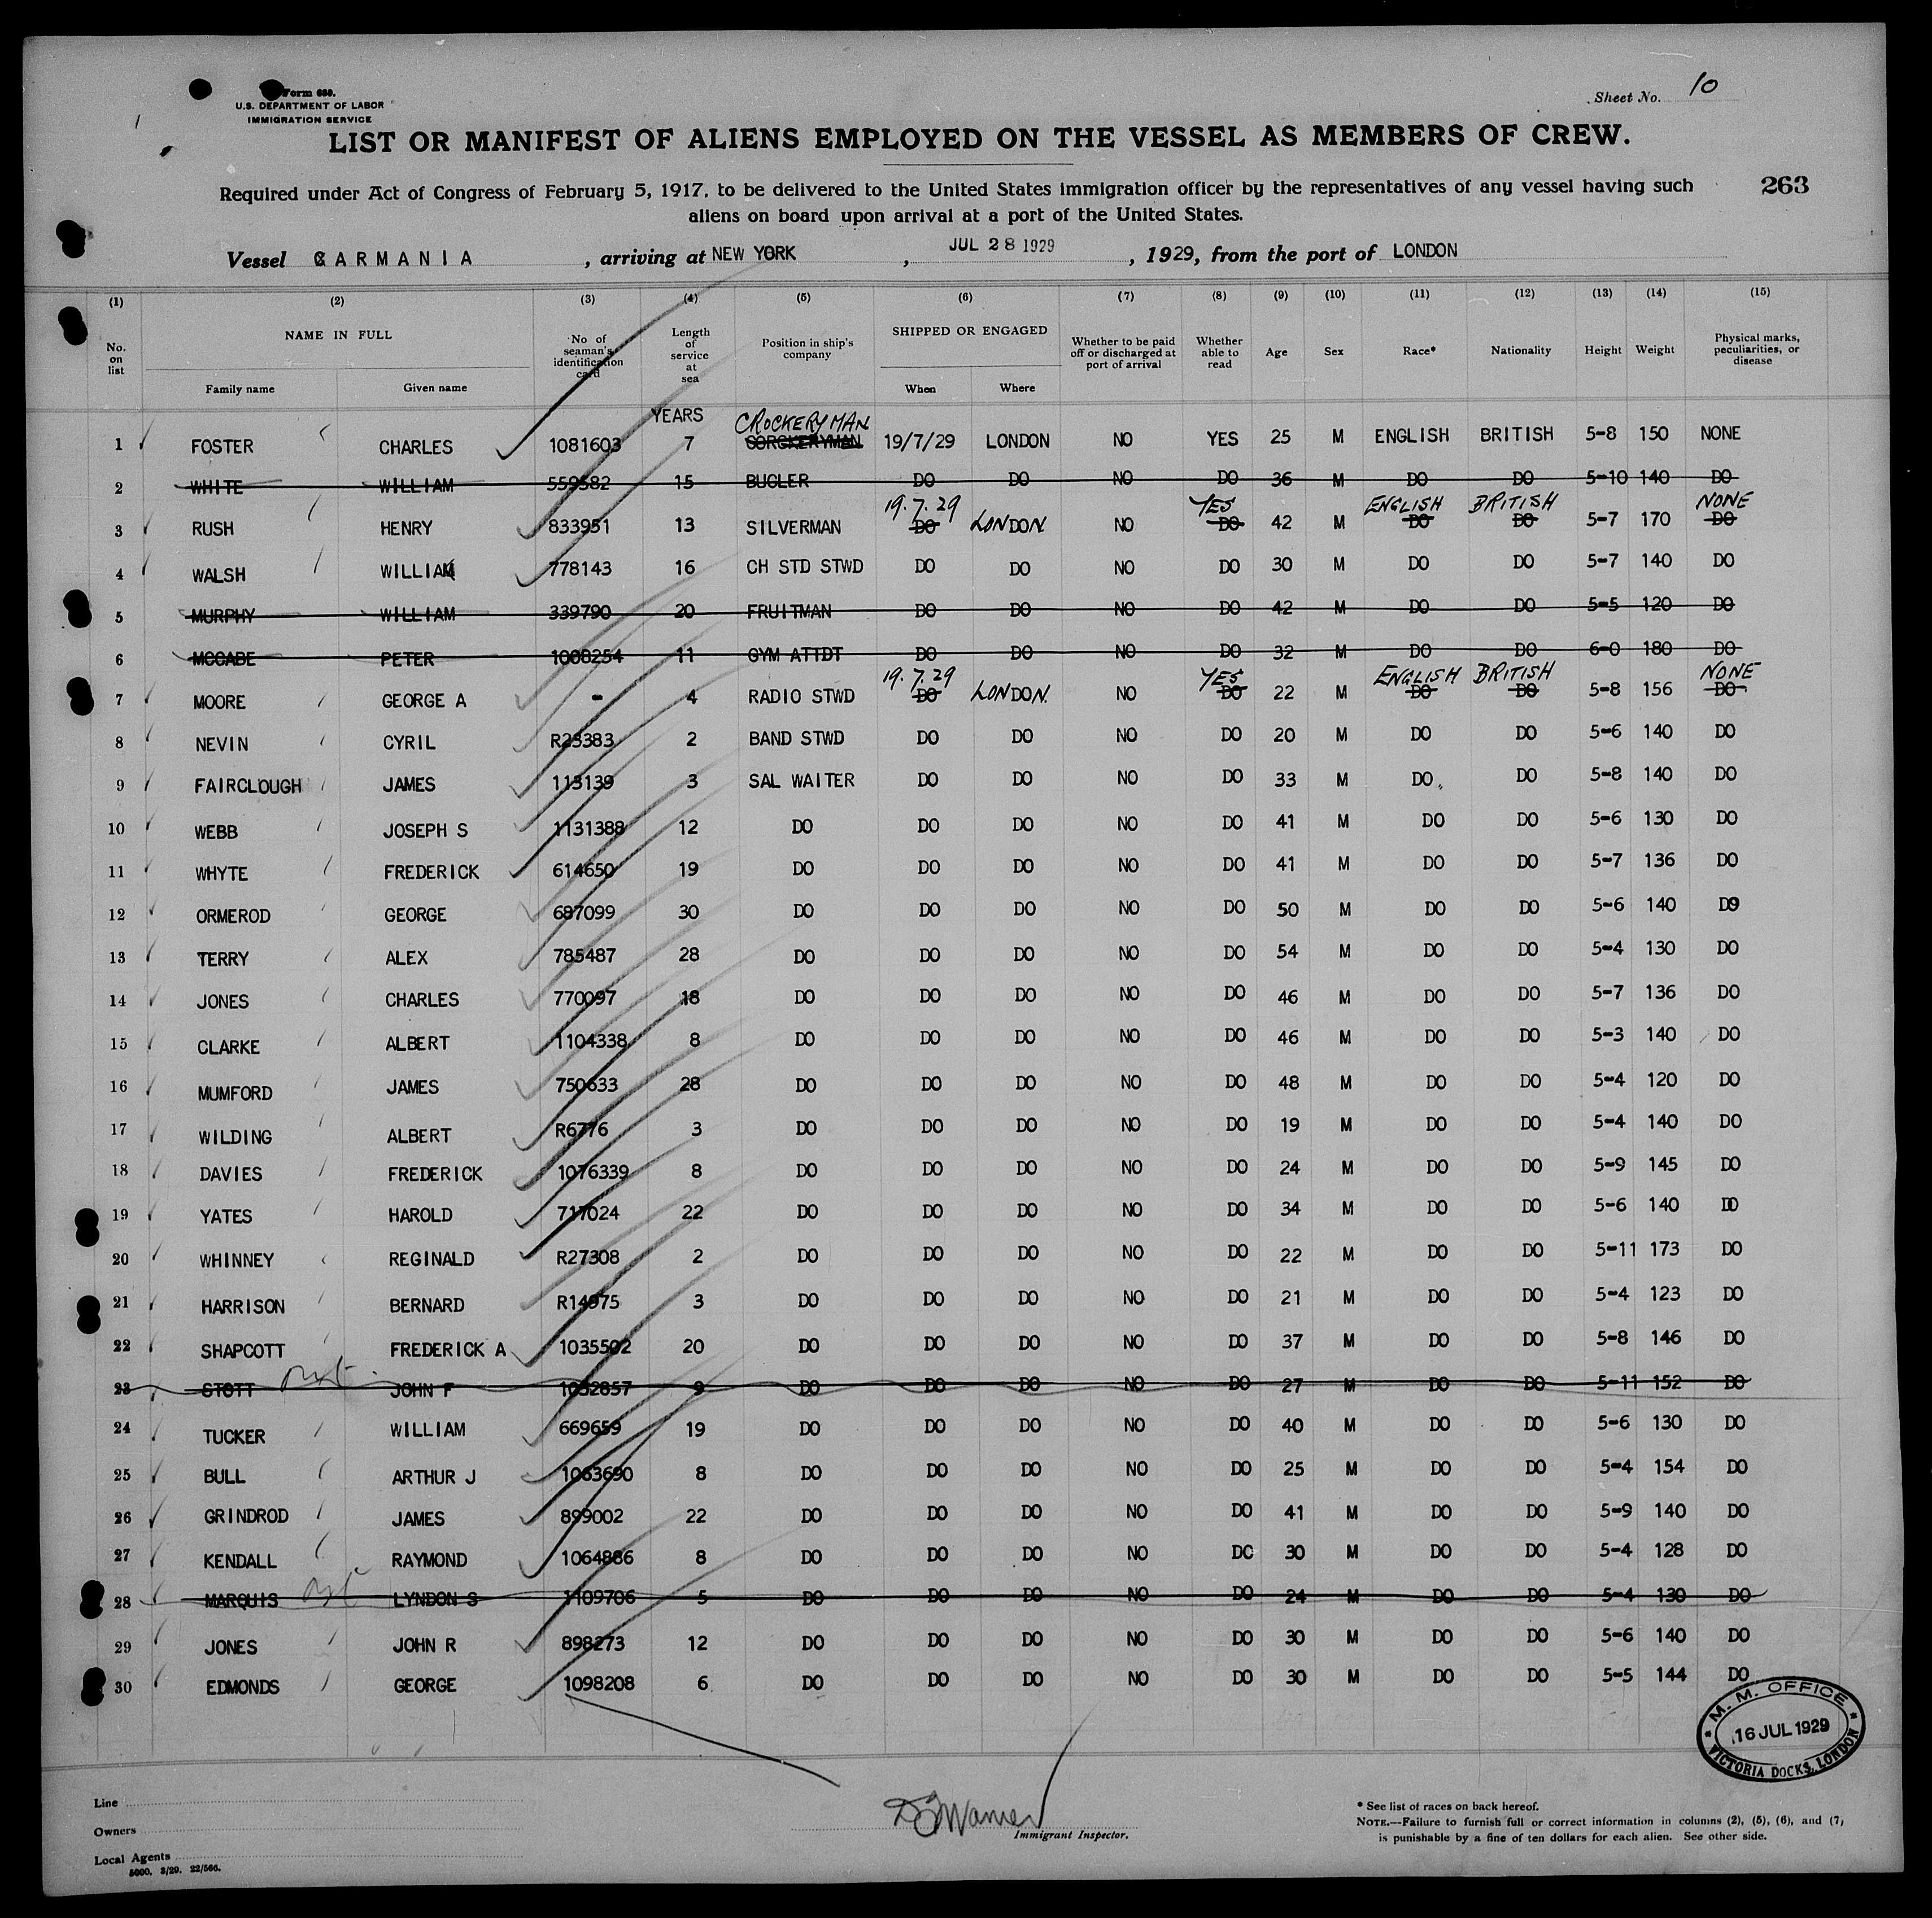 Form 680.
U.S. DEPARTMENT OF LABOR
IMMIGRATION SERVICE
Sheet No. 10
LIST OR MANIFEST OF ALIENS EMPLOYED ON THE VESSEL AS MEMBERS OF CREW.
Required under Act of Congress of February 5, 1917, to be delivered to the United States immigration officer by the representatives of any vessel having such
aliens on board upon arrival at a port of the United States.
263
Vessel CARMANIA, arriving at NEW YORK, JUL 28 1929, 1929, from the port of LONDON
(1) (2) (3) (4) (5) (6) (7) (8) (9) (10) (11) (12) (13) (14) (15)
No. on list NAME IN FULL Family name Given name No of seaman's identification card Length of service at sea Position in ship's company SHIPPED OR ENGAGED When Where Whether to be paid off or discharged at port of arrival Whether able to read Age Sex Race* Nationality Height Weight Physical marks, peculiarities, or disease
YEARS CROCKERYMAN
1 FOSTER CHARLES 1081603 7 CORCKERYMAN 19/7/29 LONDON NO YES 25 M ENGLISH BRITISH 5-8 150 NONE
2 WHITE WILLIAM 559582 15 BUGLER DO DO NO DO 36 M DO DO 5-10 140 DO
19.7.29 YES ENGLISH BRITISH NONE
3 RUSH HENRY 833951 13 SILVERMAN DO LONDON. NO DO 42 M DO DO 5-7 170 DO
4 WALSH WILLIAM 778143 16 CH STD STWD DO DO NO DO 30 M DO DO 5-7 140 DO
5 MURPHY WILLIAM 339790 20 FRUITMAN DO DO NO DO 42 M DO DO 5-5 120 DO
6 MCCABE PETER 1008254 11 GYM ATTDT DO DO NO DO 32 M DO DO 6-0 180 DO
19.7.29 YES ENGLISH BRITISH NONE
7 MOORE GEORGE A - 4 RADIO STWD DO LONDON. NO DO 22 M DO DO 5-8 156 DO
8 NEVIN CYRIL R23383 2 BAND STWD DO DO NO DO 20 M DO DO 5-6 140 DO
9 FAIRCLOUGH JAMES 113139 3 SAL WAITER DO DO NO DO 33 M DO DO 5-8 140 DO
10 WEBB JOSEPH S 1131388 12 DO DO DO NO DO 41 M DO DO 5-6 130 DO
11 WHYTE FREDERICK 614650 19 DO DO DO NO DO 41 M DO DO 5-7 136 DO
12 ORMEROD GEORGE 687099 30 DO DO DO NO DO 50 M DO DO 5-6 140 DO
13 TERRY ALEX 785487 28 DO DO DO NO DO 54 M DO DO 5-4 130 DO
14 JONES CHARLES 770097 18 DO DO DO NO DO 46 M DO DO 5-7 136 DO
15 CLARKE ALBERT 1104338 8 DO DO DO NO DO 46 M DO DO 5-3 140 DO
16 MUMFORD JAMES 750633 28 DO DO DO NO DO 48 M DO DO 5-4 120 DO
17 WILDING ALBERT R6776 3 DO DO DO NO DO 19 M DO DO 5-4 140 DO
18 DAVIES FREDERICK 1076339 8 DO DO DO NO DO 24 M DO DO 5-9 145 DO
19 YATES HAROLD 717024 22 DO DO DO NO DO 34 M DO DO 5-6 140 DO
20 WHINNEY REGINALD R27308 2 DO DO DO NO DO 22 M DO DO 5-11 173 DO
21 HARRISON BERNARD R14975 3 DO DO DO NO DO 21 M DO DO 5-4 123 DO
22 SHAPCOTT FREDERICK A 1035502 20 DO DO DO NO DO 37 M DO DO 5-8 146 DO
23 STOTT JOHN F 1032857 9 DO DO DO NO DO 27 M DO DO 5-11 152 DO
24 TUCKER WILLIAM 669659 19 DO DO DO NO DO 40 M DO DO 5-6 130 DO
25 BULL ARTHUR J 1063690 8 DO DO DO NO DO 25 M DO DO 5-4 154 DO
26 GRINDROD JAMES 899002 22 DO DO DO NO DO 41 M DO DO 5-9 140 DO
27 KENDALL RAYMOND 1064886 8 DO DO DO NO DO 30 M DO DO 5-4 128 DO
28 MARQUIS LYNDON S 1109706 5 DO DO DO NO DO 24 M DO DO 5-4 130 DO
29 JONES JOHN R 898273 12 DO DO DO NO DO 30 M DO DO 5-6 140 DO
30 EDMONDS GEORGE 1098208 6 DO DO DO NO DO 30 M DO DO 5-5 144 DO
M. M. OFFICE
16 JUL 1929
VICTORIA DOCKS, LONDON
Line
Owners
Local Agents
5000. 3/29. 22/566.
Immigrant Inspector.
* See list of races on back hereof.
NOTE.—Failure to furnish full or correct information in columns (2), (5), (6), and (7)
is punishable by a fine of ten dollars for each alien. See other side.